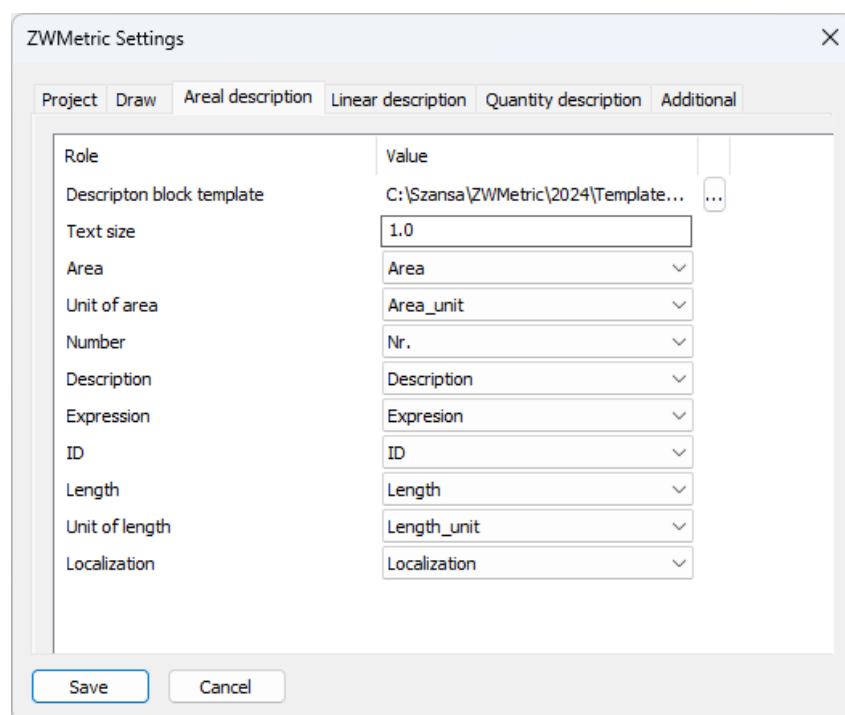 ZWMetric Settings
Project Draw Areal description Linear description Quantity description Additional
Role Value
Descripton block template C:\Szansa\ZWMetric\2024\Template... ...
Text size 1.0
Area Area
Unit of area Area_unit
Number Nr.
Description Description
Expression Expresion
ID ID
Length Length
Unit of length Length_unit
Localization Localization
Save Cancel